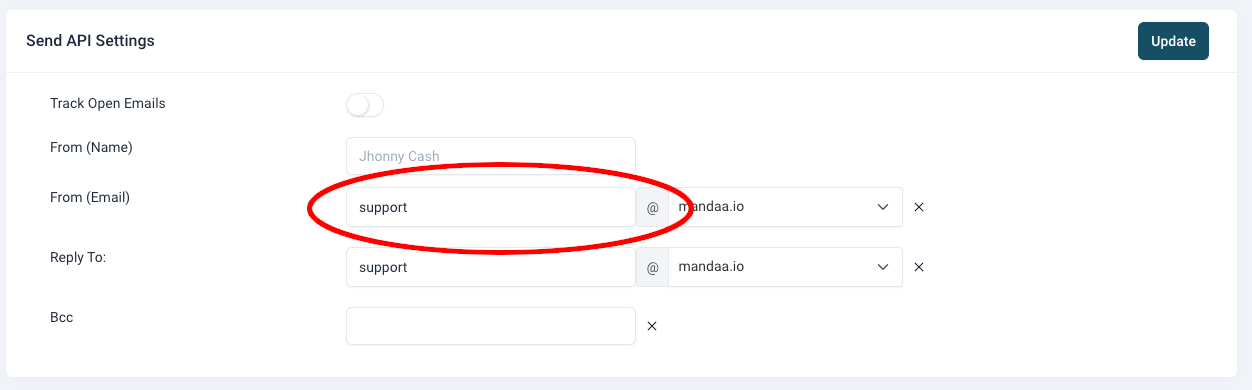 Send API Settings
Update
Track Open Emails
From (Name)
Jhonny Cash
From (Email)
support @ mandaa.io ×
Reply To:
support @ mandaa.io ×
Bcc
×